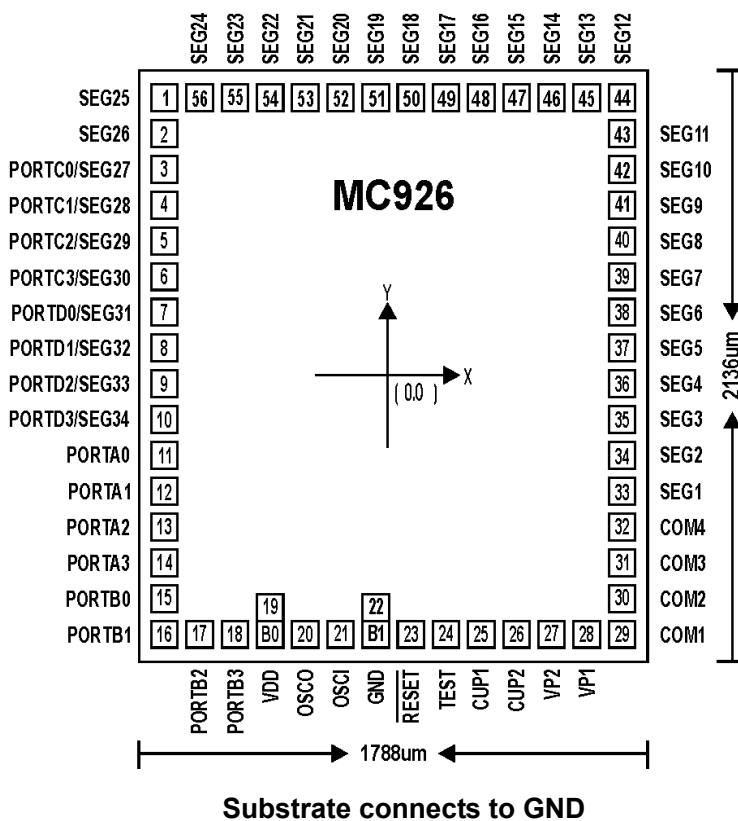 SEG24 SEG23 SEG22 SEG21 SEG20 SEG19 SEG18 SEG17 SEG16 SEG15 SEG14 SEG13 SEG12
SEG25 1 56 55 54 53 52 51 50 49 48 47 46 45 44
SEG26 2 43 SEG11
PORTC0/SEG27 3 42 SEG10
MC926
PORTC1/SEG28 4 41 SEG9
PORTC2/SEG29 5 40 SEG8
PORTC3/SEG30 6 39 SEG7
Y
PORTD0/SEG31 7 38 SEG6
PORTD1/SEG32 8 37 SEG5
X
PORTD2/SEG33 9 36 SEG4
( 0.0 )
2136um
PORTD3/SEG34 10 35 SEG3
PORTA0 11 34 SEG2
PORTA1 12 33 SEG1
PORTA2 13 32 COM4
PORTA3 14 31 COM3
PORTB0 15 19 22 30 COM2
PORTB1 16 17 18 B0 20 21 B1 23 24 25 26 27 28 29 COM1
PORTB2 PORTB3 VDD OSCO OSCI GND RESET TEST CUP1 CUP2 VP2 VP1
1788um
Substrate connects to GND